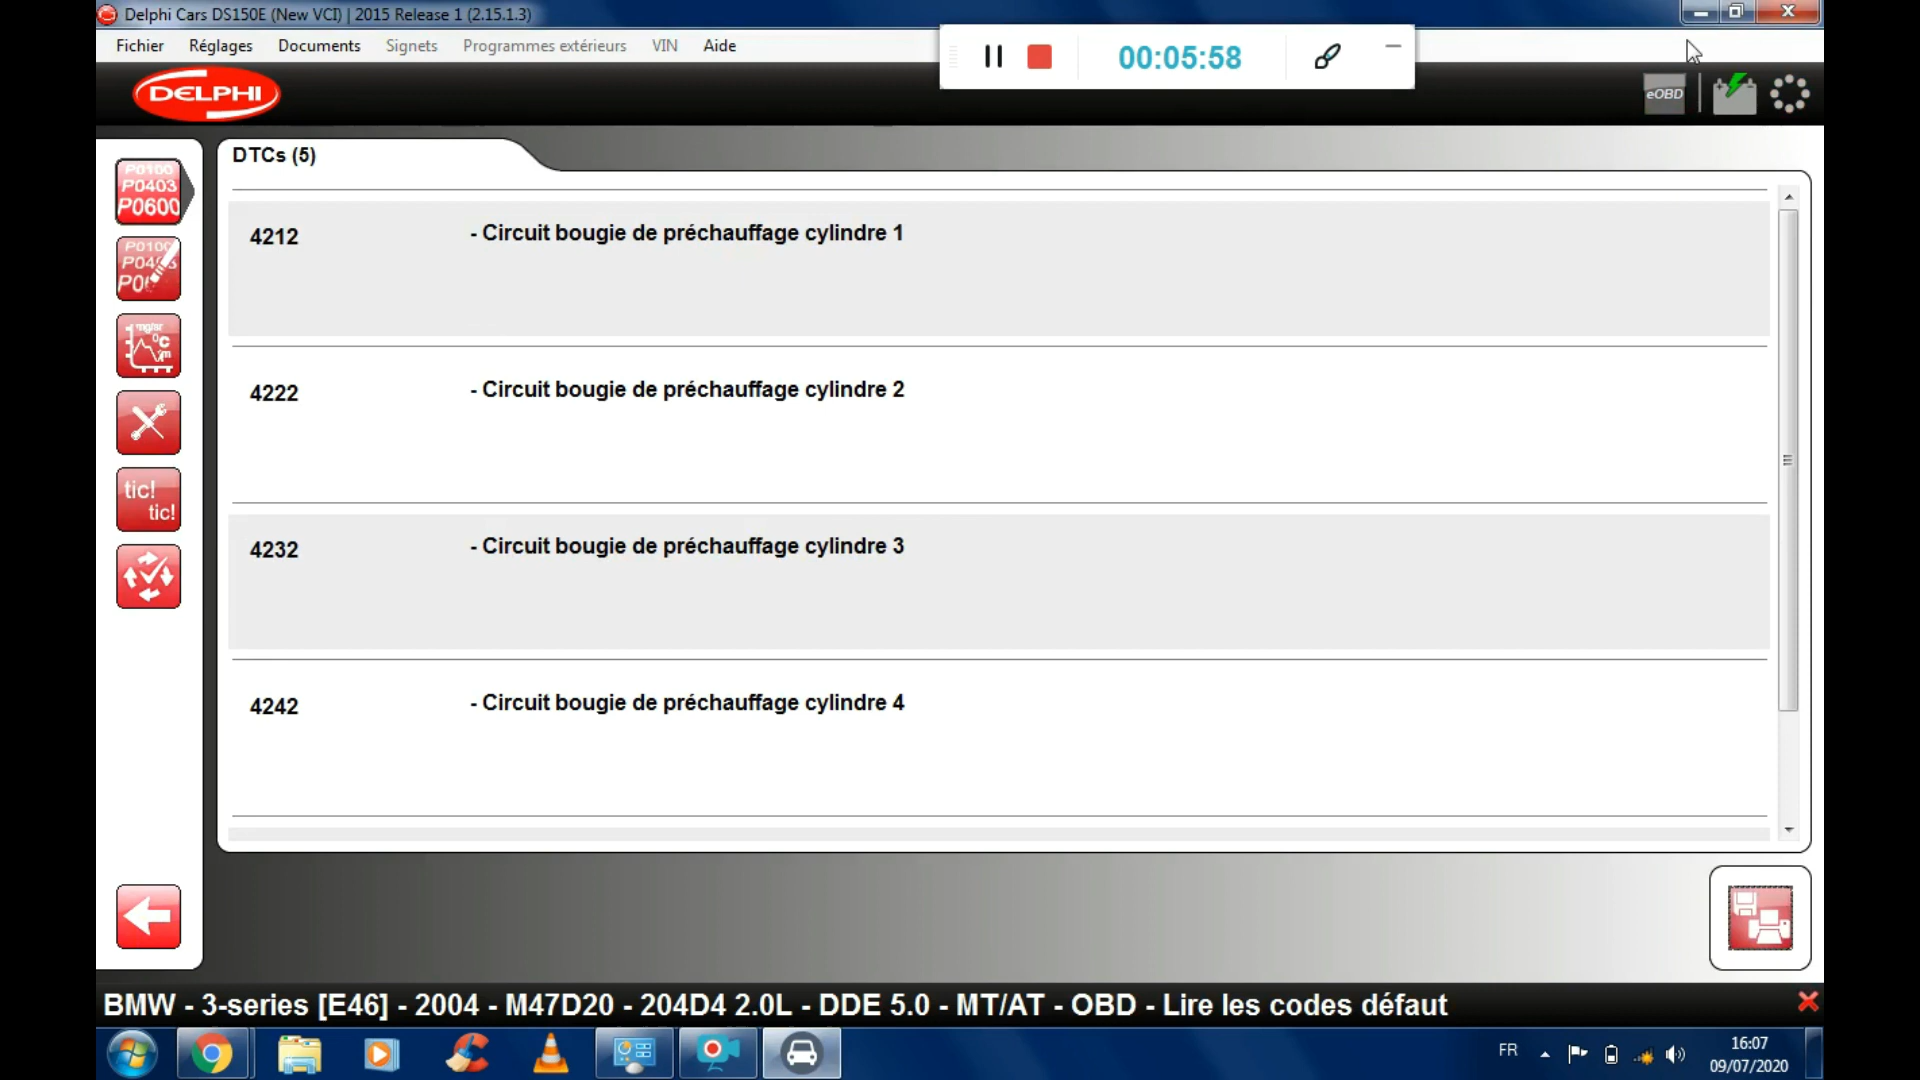 Delphi Cars DS150E (New VCI) | 2015 Release 1 (2.15.1.3)
Fichier Réglages Documents Signets Programmes extérieurs VIN Aide
00:05:58
DELPHI
eOBD
DTCs (5)
P0100
P0403
P0600
4212 - Circuit bougie de préchauffage cylindre 1
P0100
mg/sr
°C
4222 - Circuit bougie de préchauffage cylindre 2
tic!
tic!
4232 - Circuit bougie de préchauffage cylindre 3
4242 - Circuit bougie de préchauffage cylindre 4
BMW - 3-series [E46] - 2004 - M47D20 - 204D4 2.0L - DDE 5.0 - MT/AT - OBD - Lire les codes défaut
FR
16:07
09/07/2020